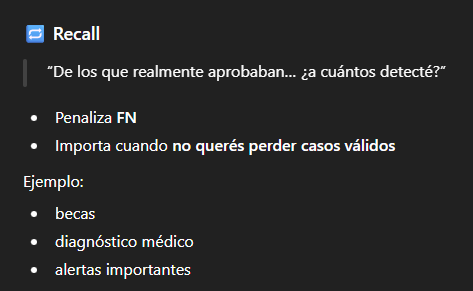 🔁 Recall
“De los que realmente aprobaban... ¿a cuántos detecté?”
• Penaliza FN
• Importa cuando no querés perder casos válidos
Ejemplo:
• becas
• diagnóstico médico
• alertas importantes